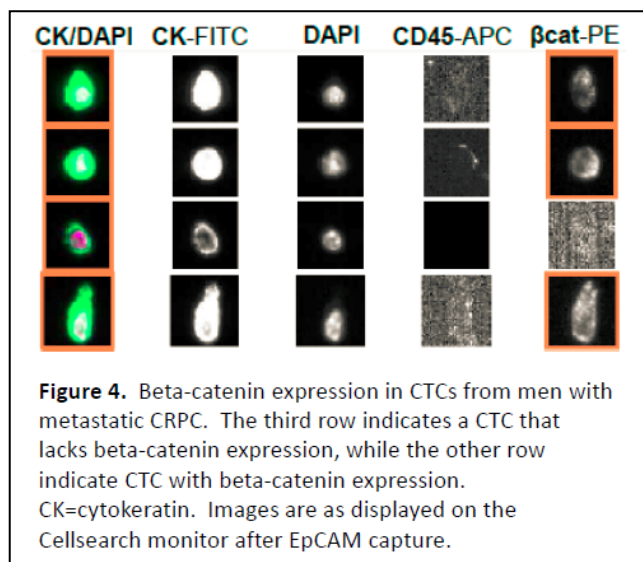 CK/DAPI CK-FITC DAPI CD45-APC βcat-PE
Figure 4. Beta-catenin expression in CTCs from men with
metastatic CRPC. The third row indicates a CTC that
lacks beta-catenin expression, while the other row
indicate CTC with beta-catenin expression.
CK=cytokeratin. Images are as displayed on the
Cellsearch monitor after EpCAM capture.